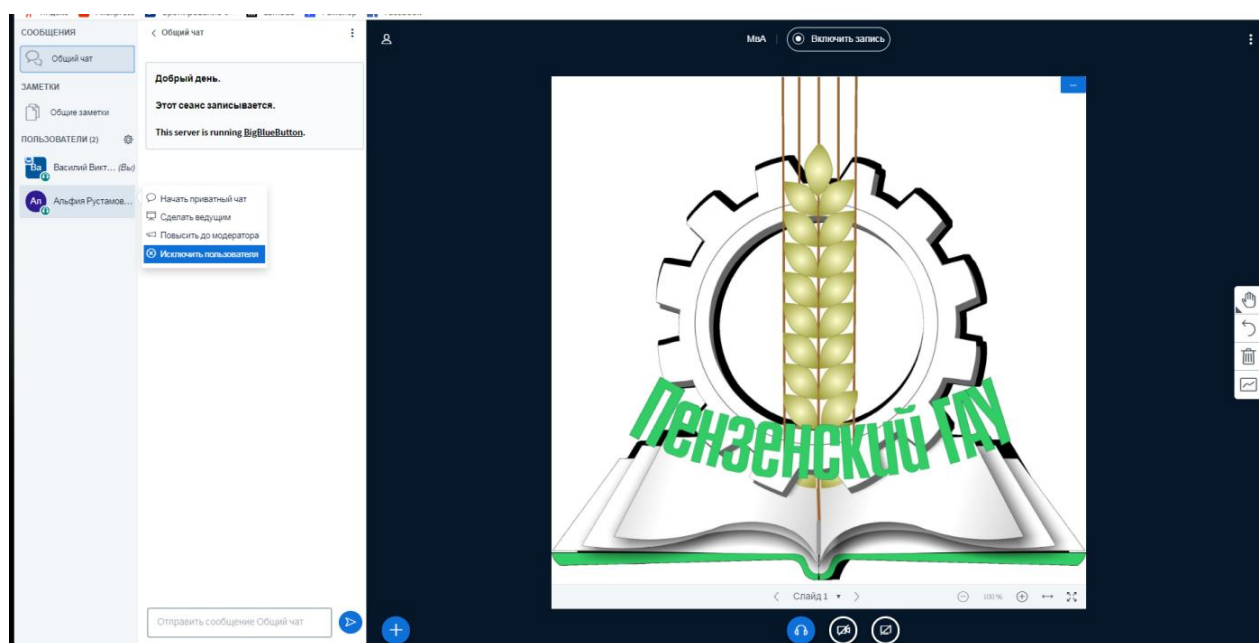 СООБЩЕНИЯ
Общий чат
ЗАМЕТКИ
Общие заметки
ПОЛЬЗОВАТЕЛИ (2)
Ва
Василий Викт... (Вы)
Ал
Альфия Рустамов...
Общий чат
Добрый день.
Этот сеанс записывается.
This server is running BigBlueButton.
Начать приватный чат
Сделать ведущим
Повысить до модератора
Исключить пользователя
Отправить сообщение Общий чат
МвА
Включить запись
Пензенский ГАУ
Слайд 1
100 %